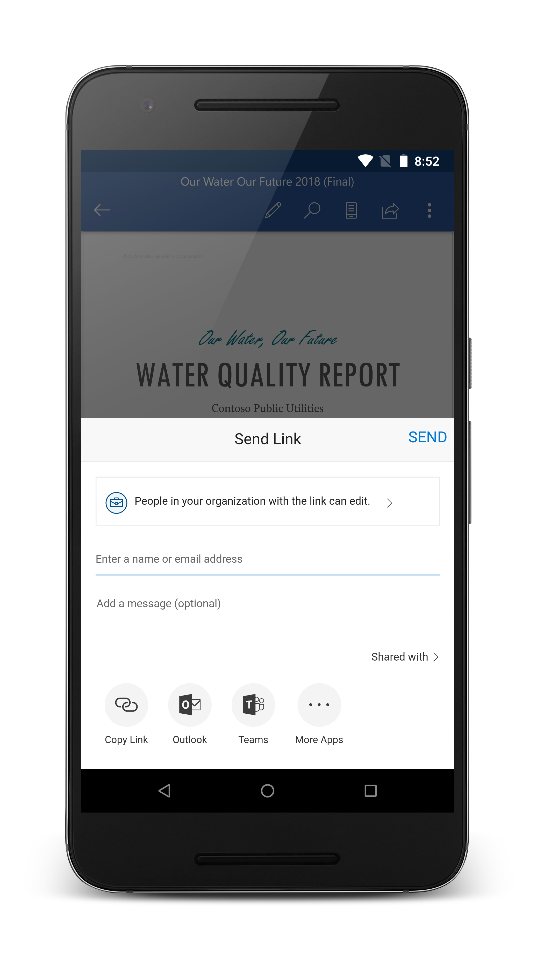 8:52
Our Water Our Future 2018 (Final)
Our Water, Our Future
WATER QUALITY REPORT
Contoso Public Utilities
Send Link
SEND
People in your organization with the link can edit.
Enter a name or email address
Add a message (optional)
Shared with
Copy Link
Outlook
Teams
More Apps